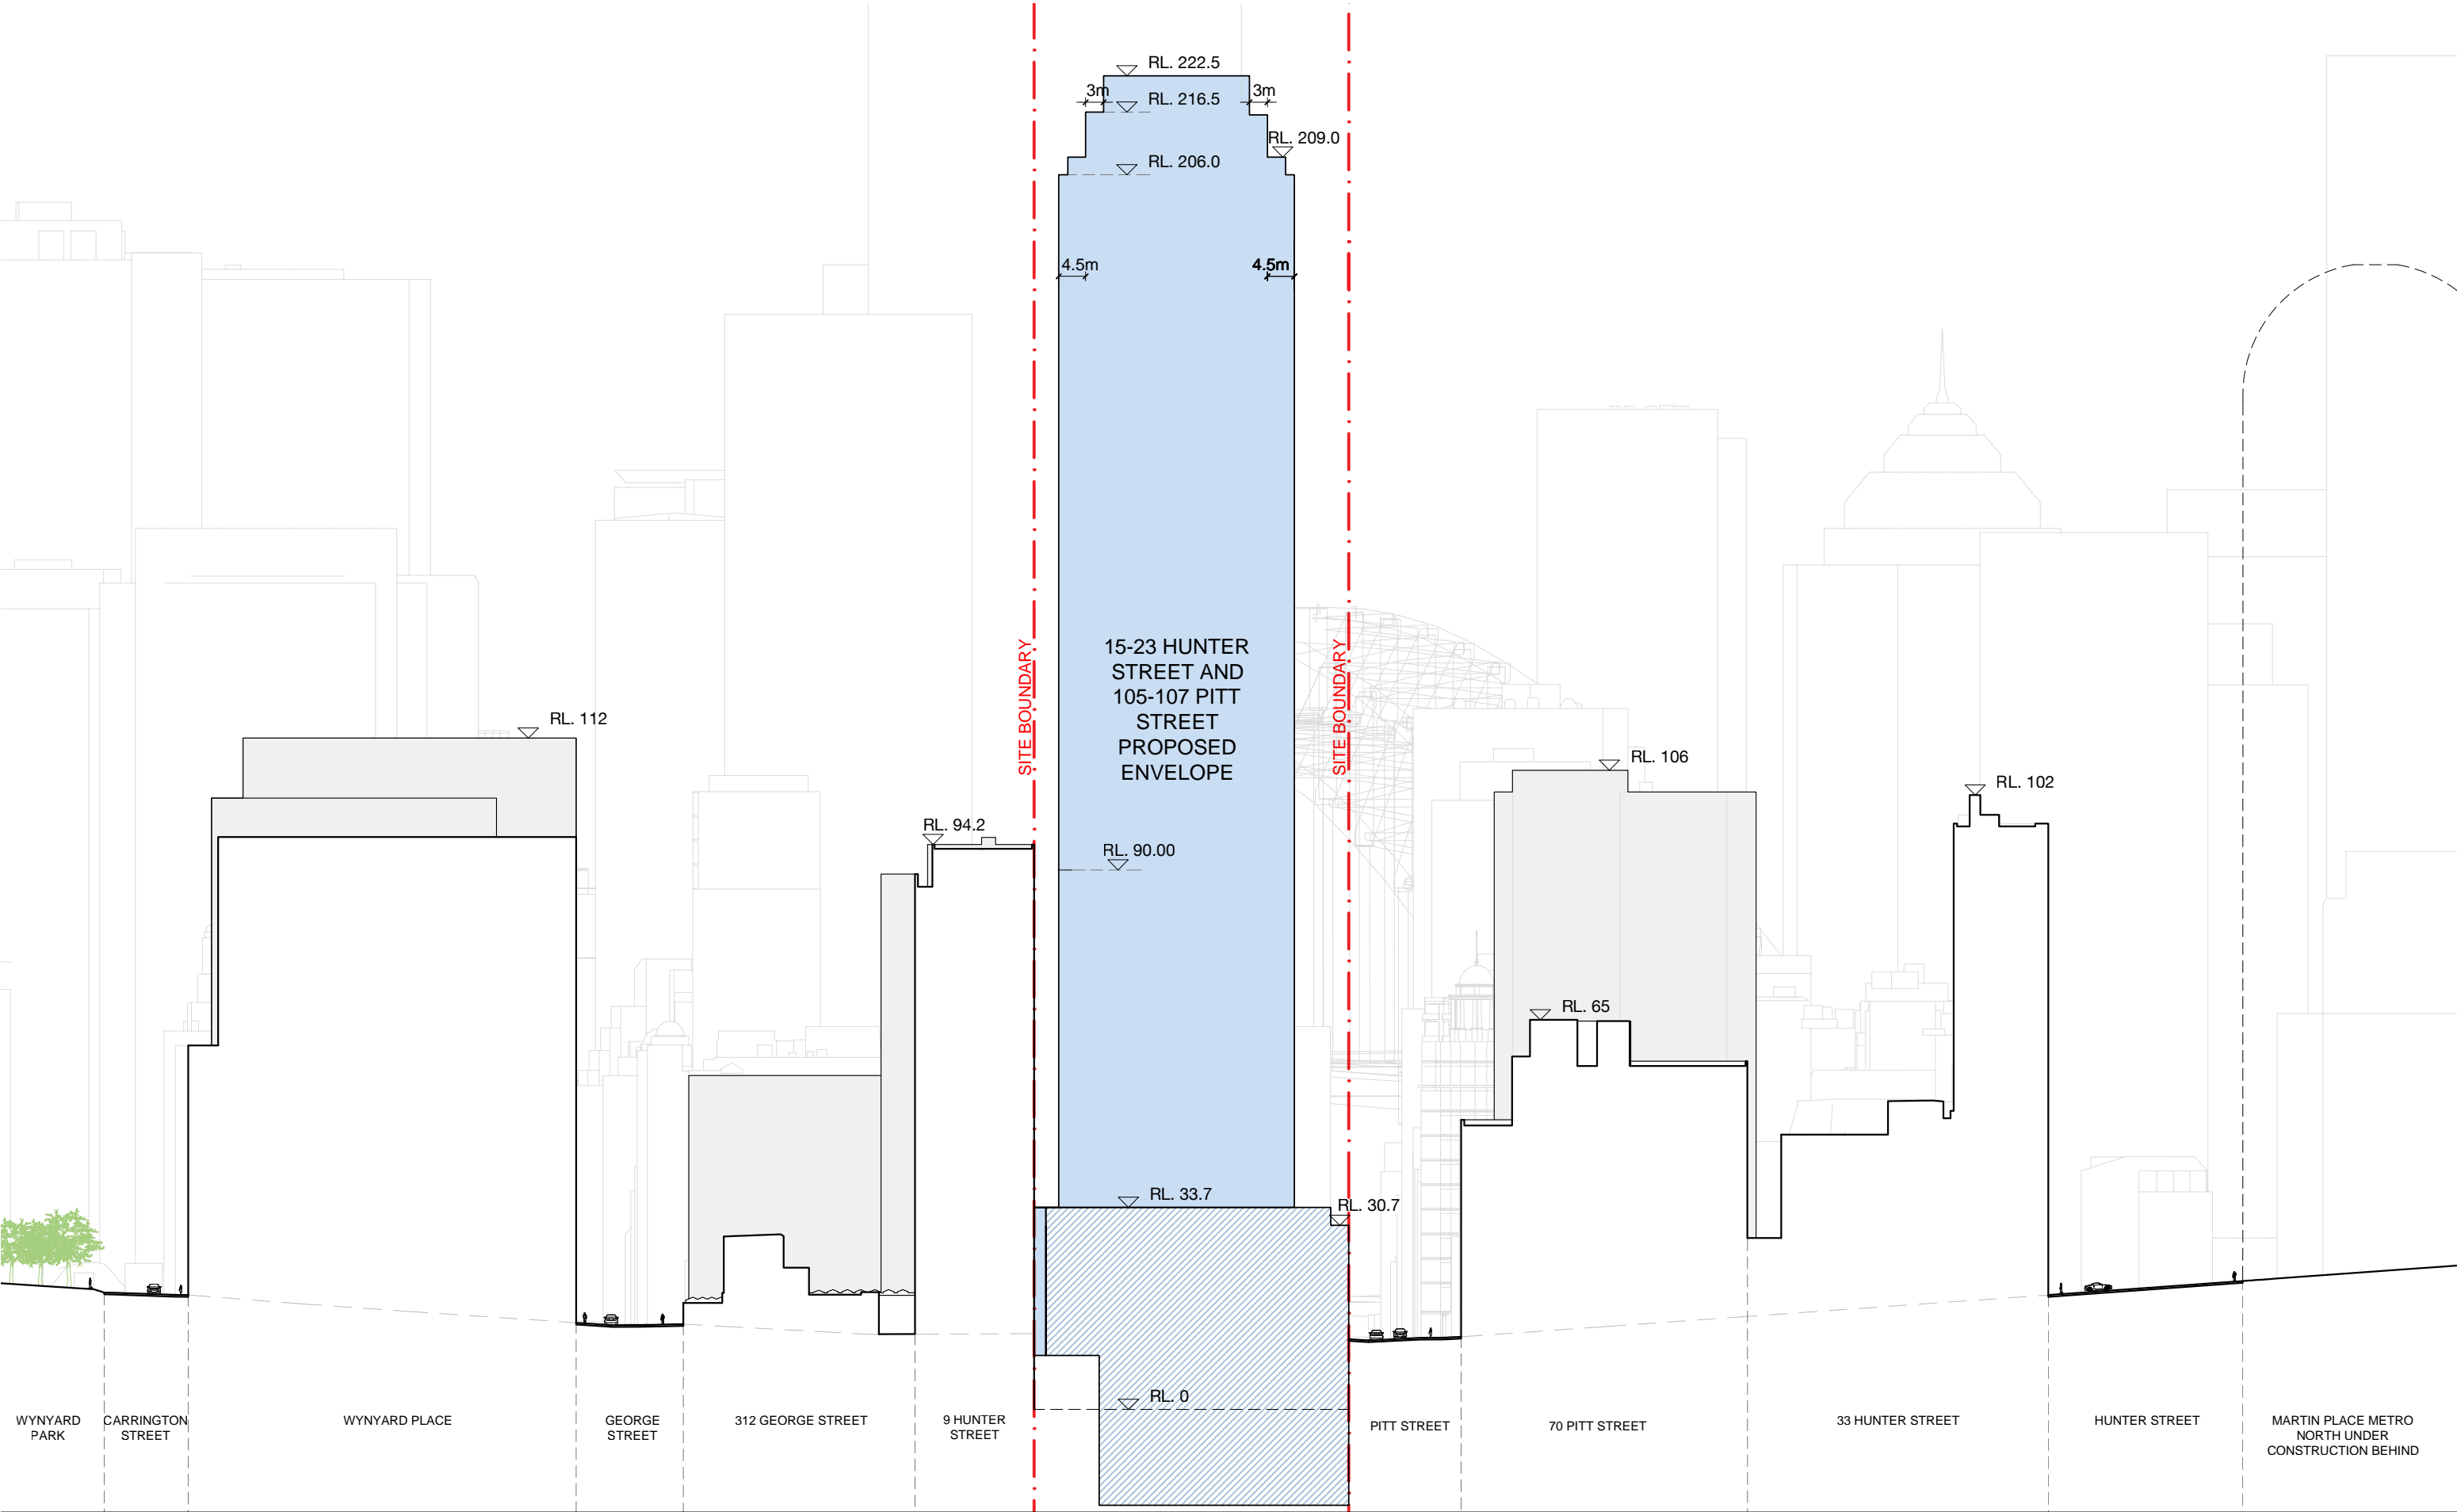 RL. 222.5
3m
3m
RL. 216.5
RL. 209.0
RL. 206.0
4.5m
4.5m
SITE BOUNDARY
15-23 HUNTER
STREET AND
105-107 PITT
STREET
PROPOSED
ENVELOPE
SITE BOUNDARY
RL. 112
RL. 106
RL. 102
RL. 94.2
RL. 90.00
RL. 65
RL. 33.7
RL. 30.7
RL. 0
WYNYARD
PARK
CARRINGTON
STREET
WYNYARD PLACE
GEORGE
STREET
312 GEORGE STREET
9 HUNTER
STREET
PITT STREET
70 PITT STREET
33 HUNTER STREET
HUNTER STREET
MARTIN PLACE METRO
NORTH UNDER
CONSTRUCTION BEHIND